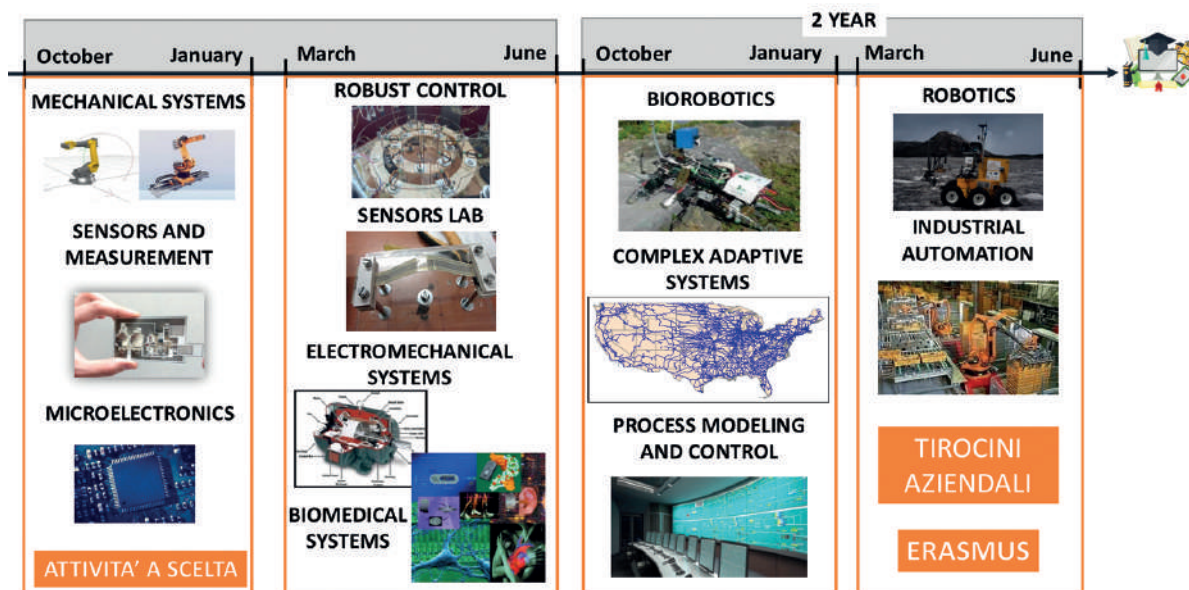 2 YEAR
October January
March June
October January
March June
MECHANICAL SYSTEMS
SENSORS AND
MEASUREMENT
MICROELECTRONICS
ATTIVITA’ A SCELTA
ROBUST CONTROL
SENSORS LAB
ELECTROMECHANICAL
SYSTEMS
BIOMEDICAL
SYSTEMS
BIOROBOTICS
COMPLEX ADAPTIVE
SYSTEMS
PROCESS MODELING
AND CONTROL
ROBOTICS
INDUSTRIAL
AUTOMATION
TIROCINI
AZIENDALI
ERASMUS